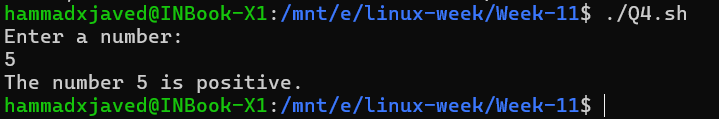 hammadxjaved@INBook-X1:/mnt/e/linux-week/Week-11$ ./Q4.sh
Enter a number:
5
The number 5 is positive.
hammadxjaved@INBook-X1:/mnt/e/linux-week/Week-11$